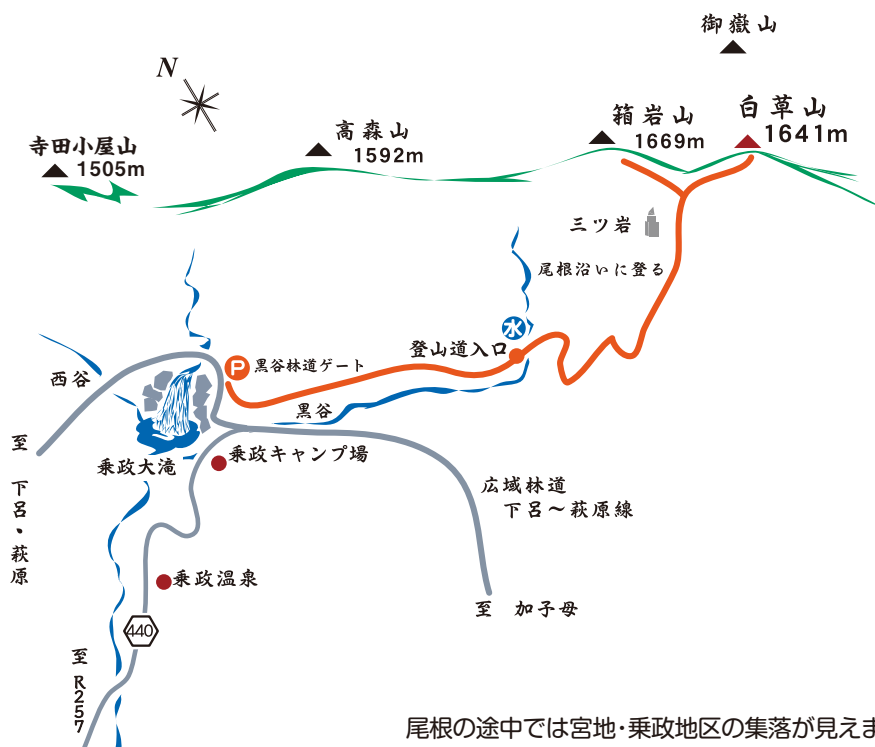 御嶽山
N
白草山
1641m
箱岩山
1669m
高森山
1592m
寺田小屋山
1505m
三ツ岩
尾根沿いに登る
水
登山道入口
P
黒谷林道ゲート
西谷
黒谷
至 下呂・萩原
乗政大滝
乗政キャンプ場
広域林道
下呂〜萩原線
乗政温泉
至 加子母
440
至 R257
尾根の途中では宮地・乗政地区の集落が見えま